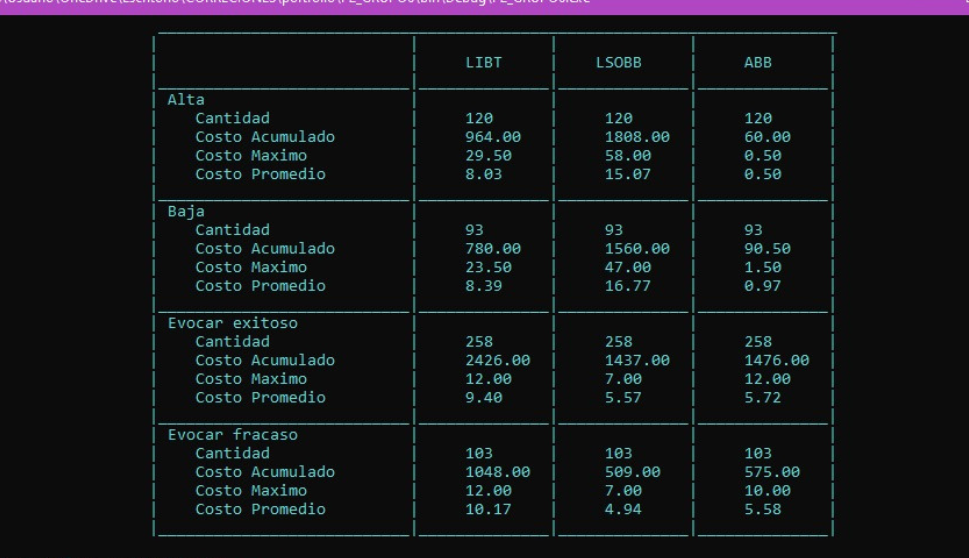 LIBT LSOBB ABB
Alta
Cantidad 120 120 120
Costo Acumulado 964.00 1808.00 60.00
Costo Maximo 29.50 58.00 0.50
Costo Promedio 8.03 15.07 0.50
Baja
Cantidad 93 93 93
Costo Acumulado 780.00 1560.00 90.50
Costo Maximo 23.50 47.00 1.50
Costo Promedio 8.39 16.77 0.97
Evocar exitoso
Cantidad 258 258 258
Costo Acumulado 2426.00 1437.00 1476.00
Costo Maximo 12.00 7.00 12.00
Costo Promedio 9.40 5.57 5.72
Evocar fracaso
Cantidad 103 103 103
Costo Acumulado 1048.00 509.00 575.00
Costo Maximo 12.00 7.00 10.00
Costo Promedio 10.17 4.94 5.58